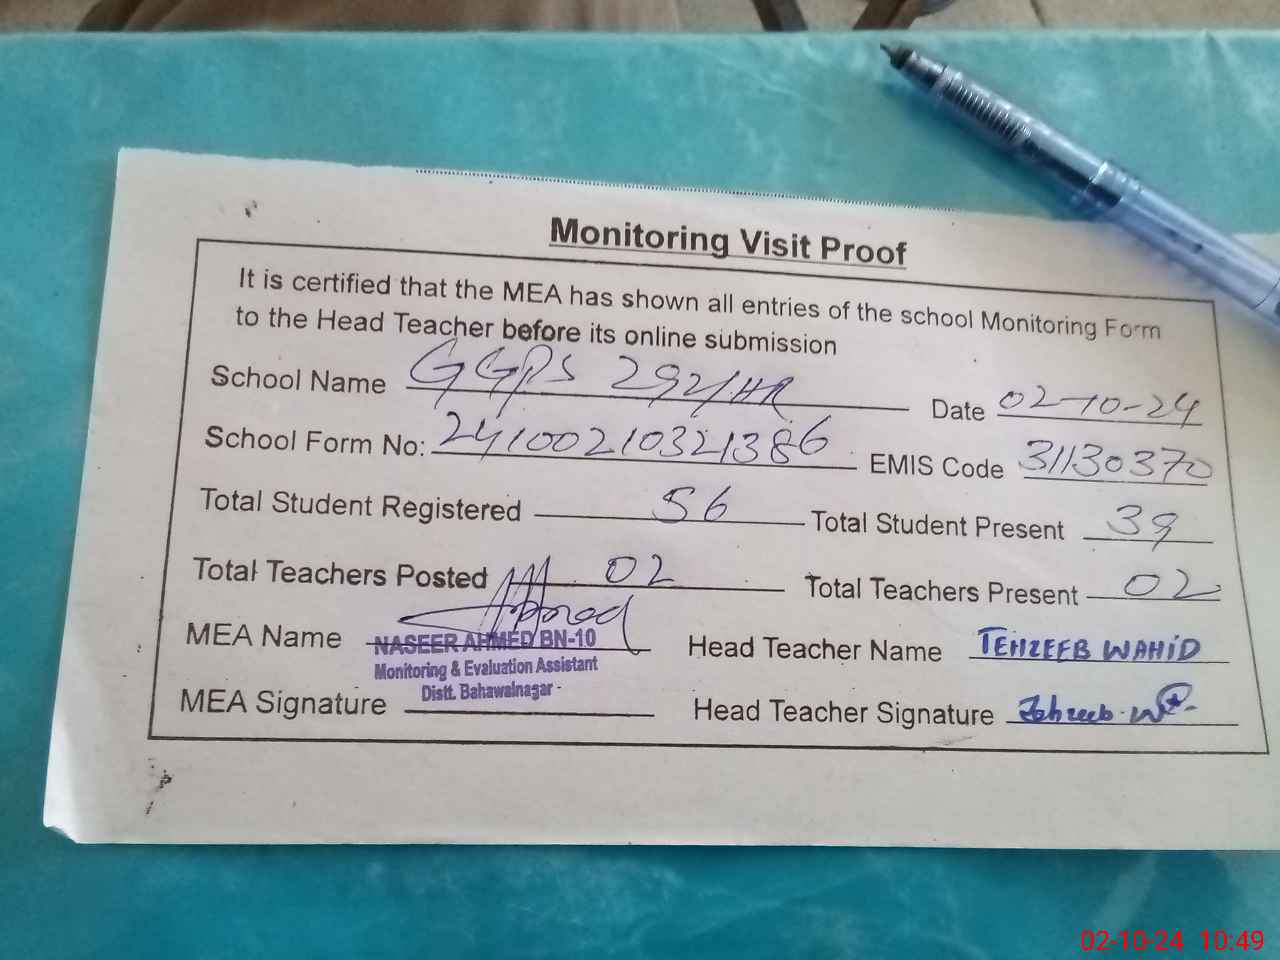 Monitoring Visit Proof
It is certified that the MEA has shown all entries of the school Monitoring Form
to the Head Teacher before its online submission
School Name GGPS 292/HR Date 02-10-24
School Form No: 24100210321386 EMIS Code 31130370
Total Student Registered 56 Total Student Present 39
Total Teachers Posted 02 Total Teachers Present 02
MEA Name NASEER AHMED BN-10 Head Teacher Name TEHZEEB WAHID
Monitoring & Evaluation Assistant
Distt. Bahawalnagar
MEA Signature Head Teacher Signature
02-10-24 10:49